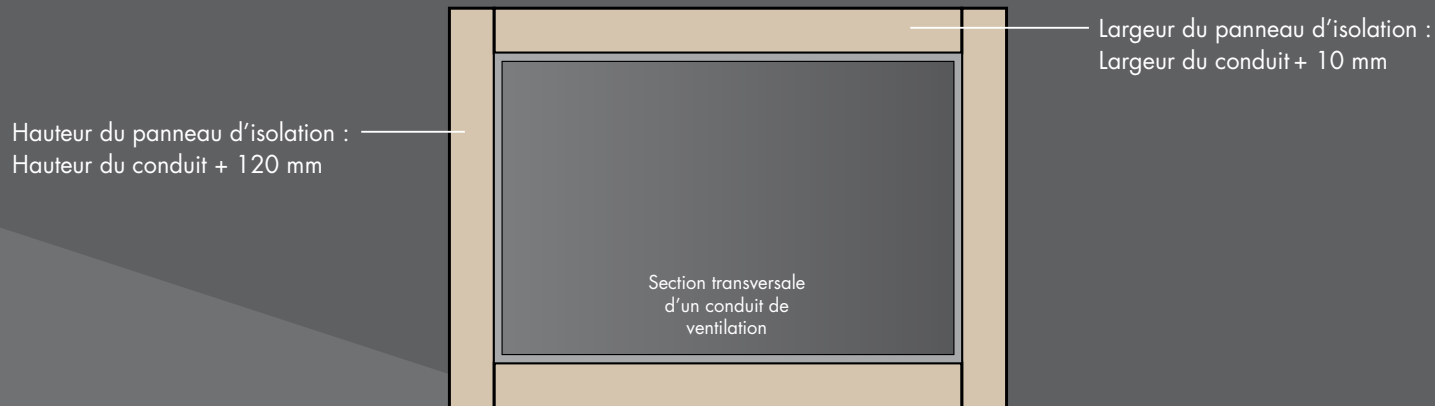 Largeur du panneau d’isolation :
Largeur du conduit + 10 mm
Hauteur du panneau d’isolation :
Hauteur du conduit + 120 mm
Section transversale
d’un conduit de
ventilation